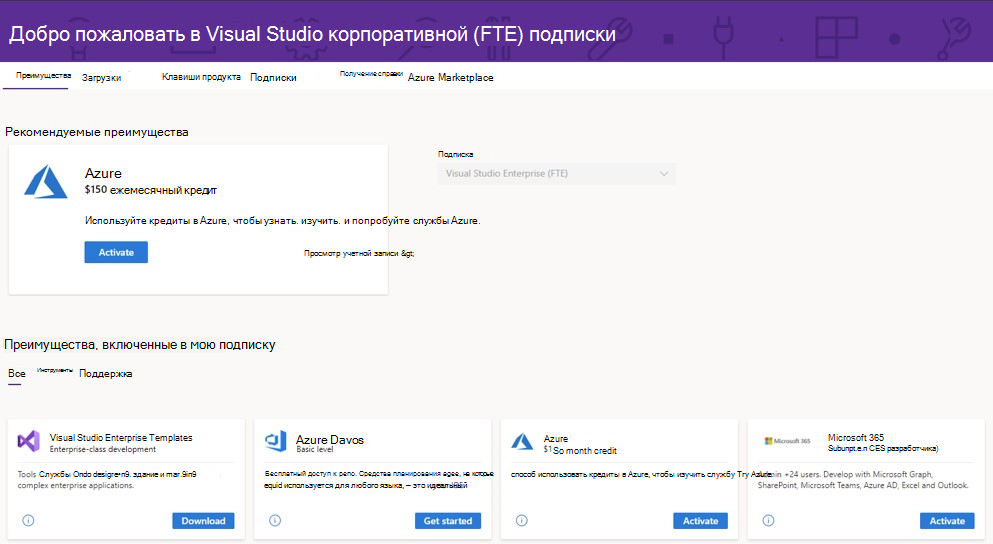 Добро пожаловать в Visual Studio корпоративной (FTE) подписки
Преимущества Загрузки Клавиши продукта Подписки Получение справки Azure Marketplace
Рекомендуемые преимущества
Azure
$150 ежемесячный кредит
Используйте кредиты в Azure, чтобы узнать. изучить. и попробуйте службы Azure.
Activate
Просмотр учетной записи &gt;
Подписка
Visual Studio Enterprise (FTE)
Преимущества, включенные в мою подписку
Все Инструменты Поддержка
Visual Studio Enterprise Templates
Enterprise-class development
Tools Службы Ondo designe-n9. здание и mar.9in9
complex enterprise applications.
Download
Azure Davos
Basic level
Бесплатный доступ к репо. Средства планирования agee, не которые
equid используется для любого языка, – это идеальный
Get started
Azure
$1So month credit
способ использовать кредиты в Azure, чтобы изучить службу Try Azure.
Activate
Microsoft 365
Microsoft 365
Subunpt.e.n CES разработчика)
+24 users. Develop with Microsoft Graph,
SharePoint, Microsoft Teams, Azure AD, Excel and Outlook.
Activate